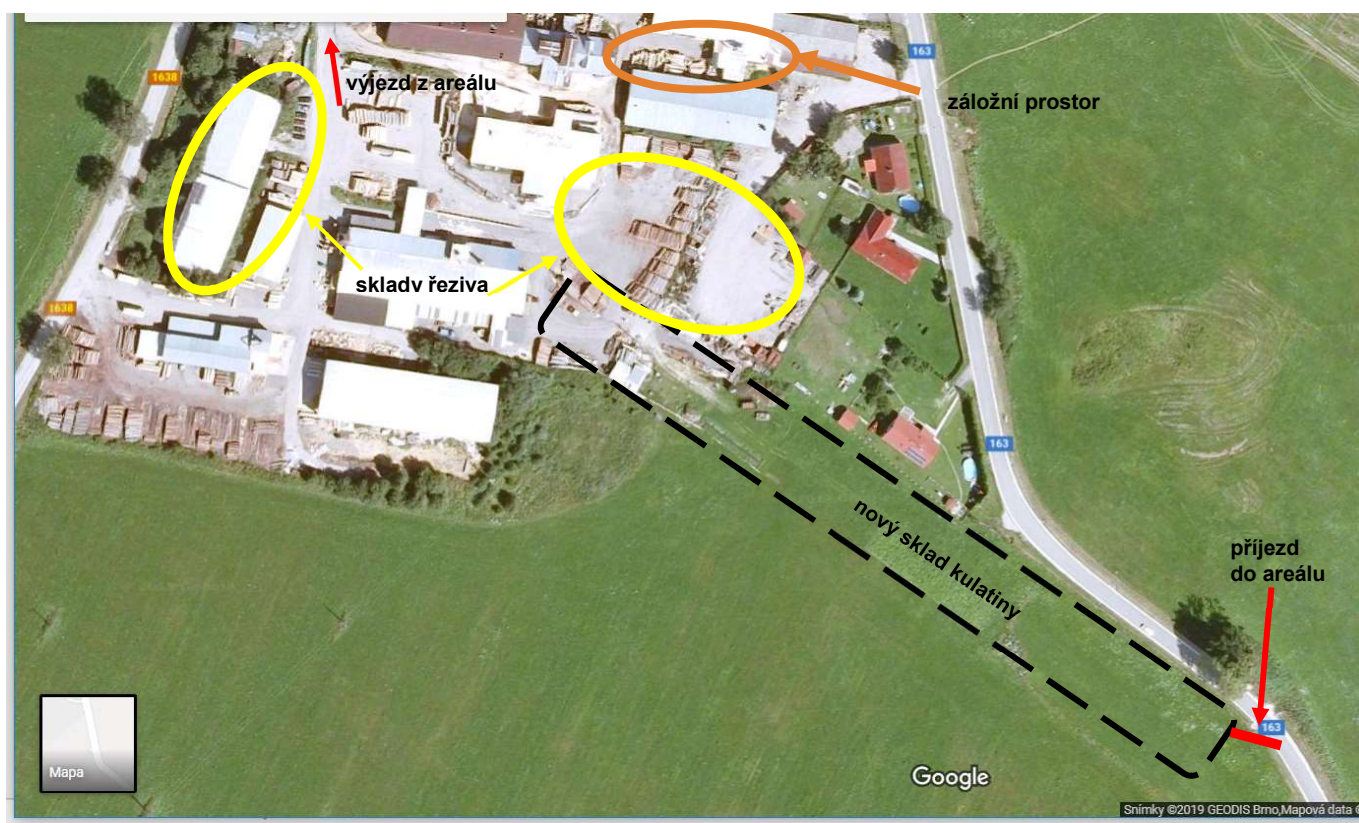 163
1638
výjezd z areálu
záložní prostor
skladv řeziva
1638
163
nový sklad kulatiny
příjezd
do areálu
163
Mapa
Google
Snímky ©2019 GEODIS Brno,Mapová data ©